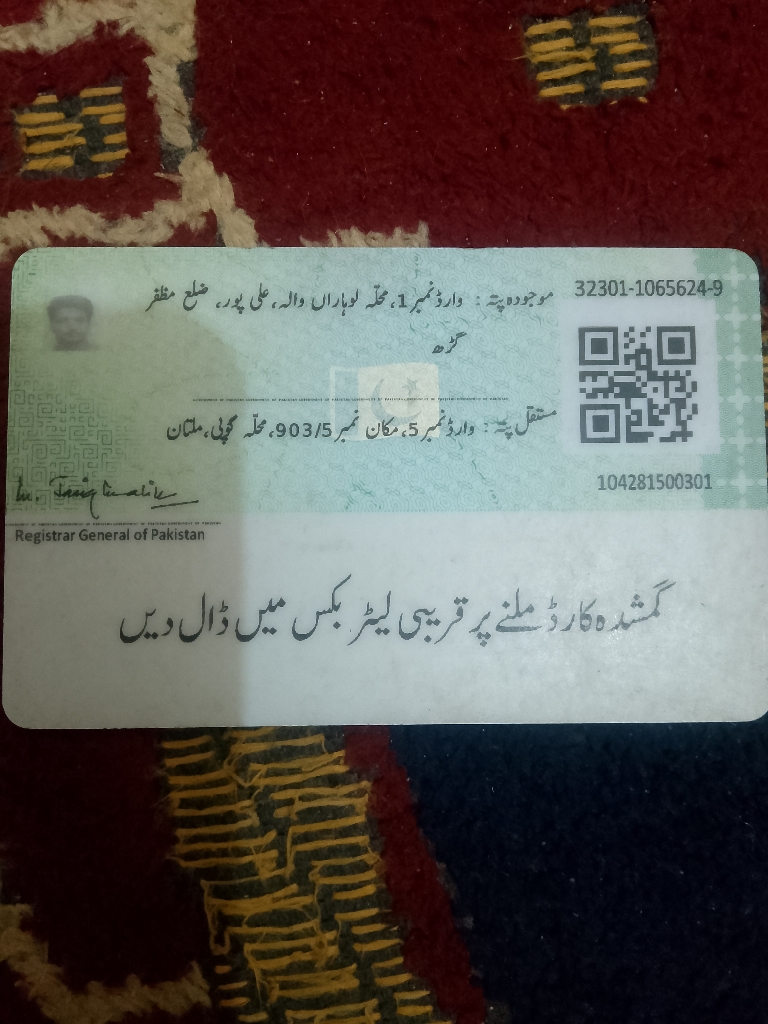 32301-1065624-9
موجودہ پتہ : وارڈ نمبر 1، محلّہ لوہاراں والہ، علی پور، ضلع مظفر
گڑھ
مستقل پتہ : وارڈ نمبر 5، مکان نمبر 903/5، محلّہ گوپی، ملتان
104281500301
Registrar General of Pakistan
گمشدہ کارڈ ملنے پر قریبی لیٹر بکس میں ڈال دیں